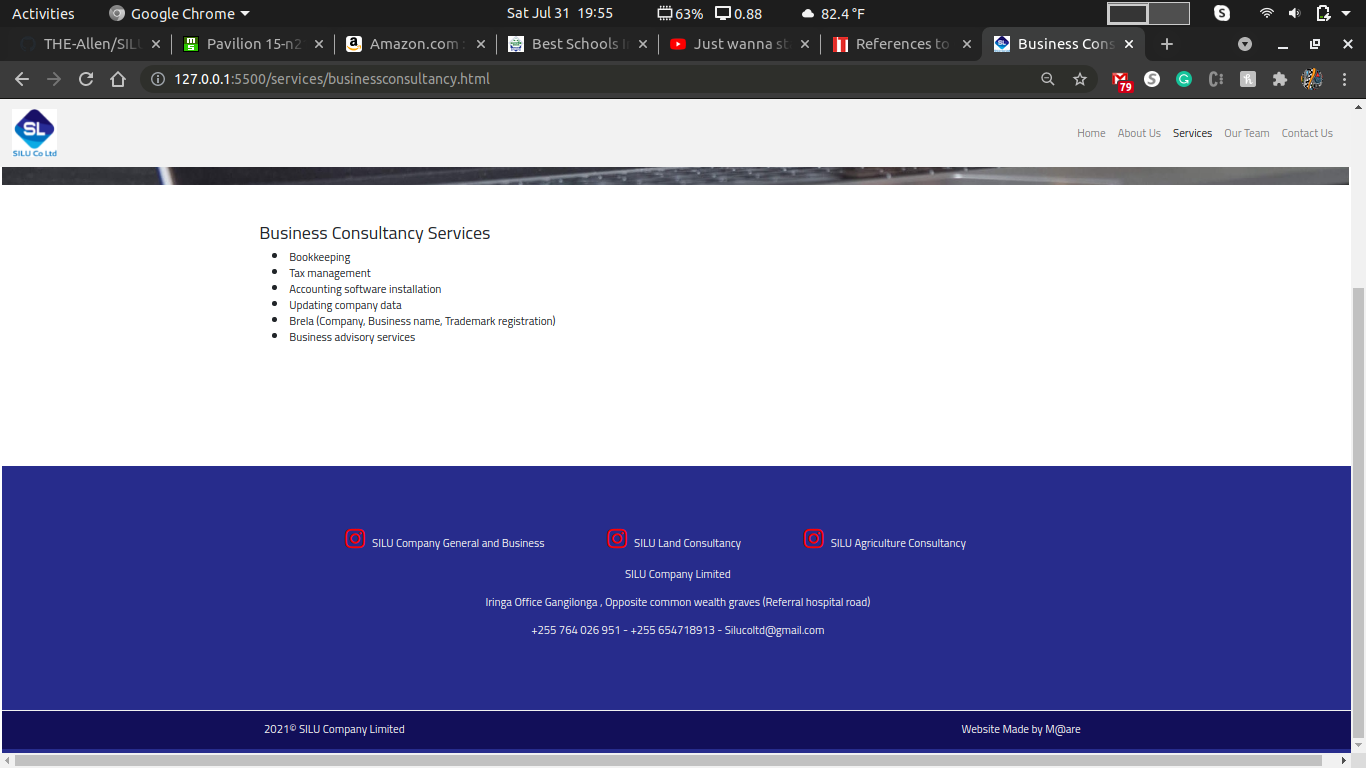 Activities Google Chrome Sat Jul 31 19:55 63% 0.88 82.4 °F
THE-Allen/SILU Pavilion 15-n2 Amazon.com : Best Schools I Just wanna st References to Business Cons
127.0.0.1:5500/services/businessconsultancy.html 79
SL
SILU Co Ltd
Home About Us Services Our Team Contact Us
Business Consultancy Services
Bookkeeping
Tax management
Accounting software installation
Updating company data
Brela (Company, Business name, Trademark registration)
Business advisory services
SILU Company General and Business SILU Land Consultancy SILU Agriculture Consultancy
SILU Company Limited
Iringa Office Gangilonga , Opposite common wealth graves (Referral hospital road)
+255 764 026 951 - +255 654718913 - Silucoltd@gmail.com
2021© SILU Company Limited Website Made by M@are